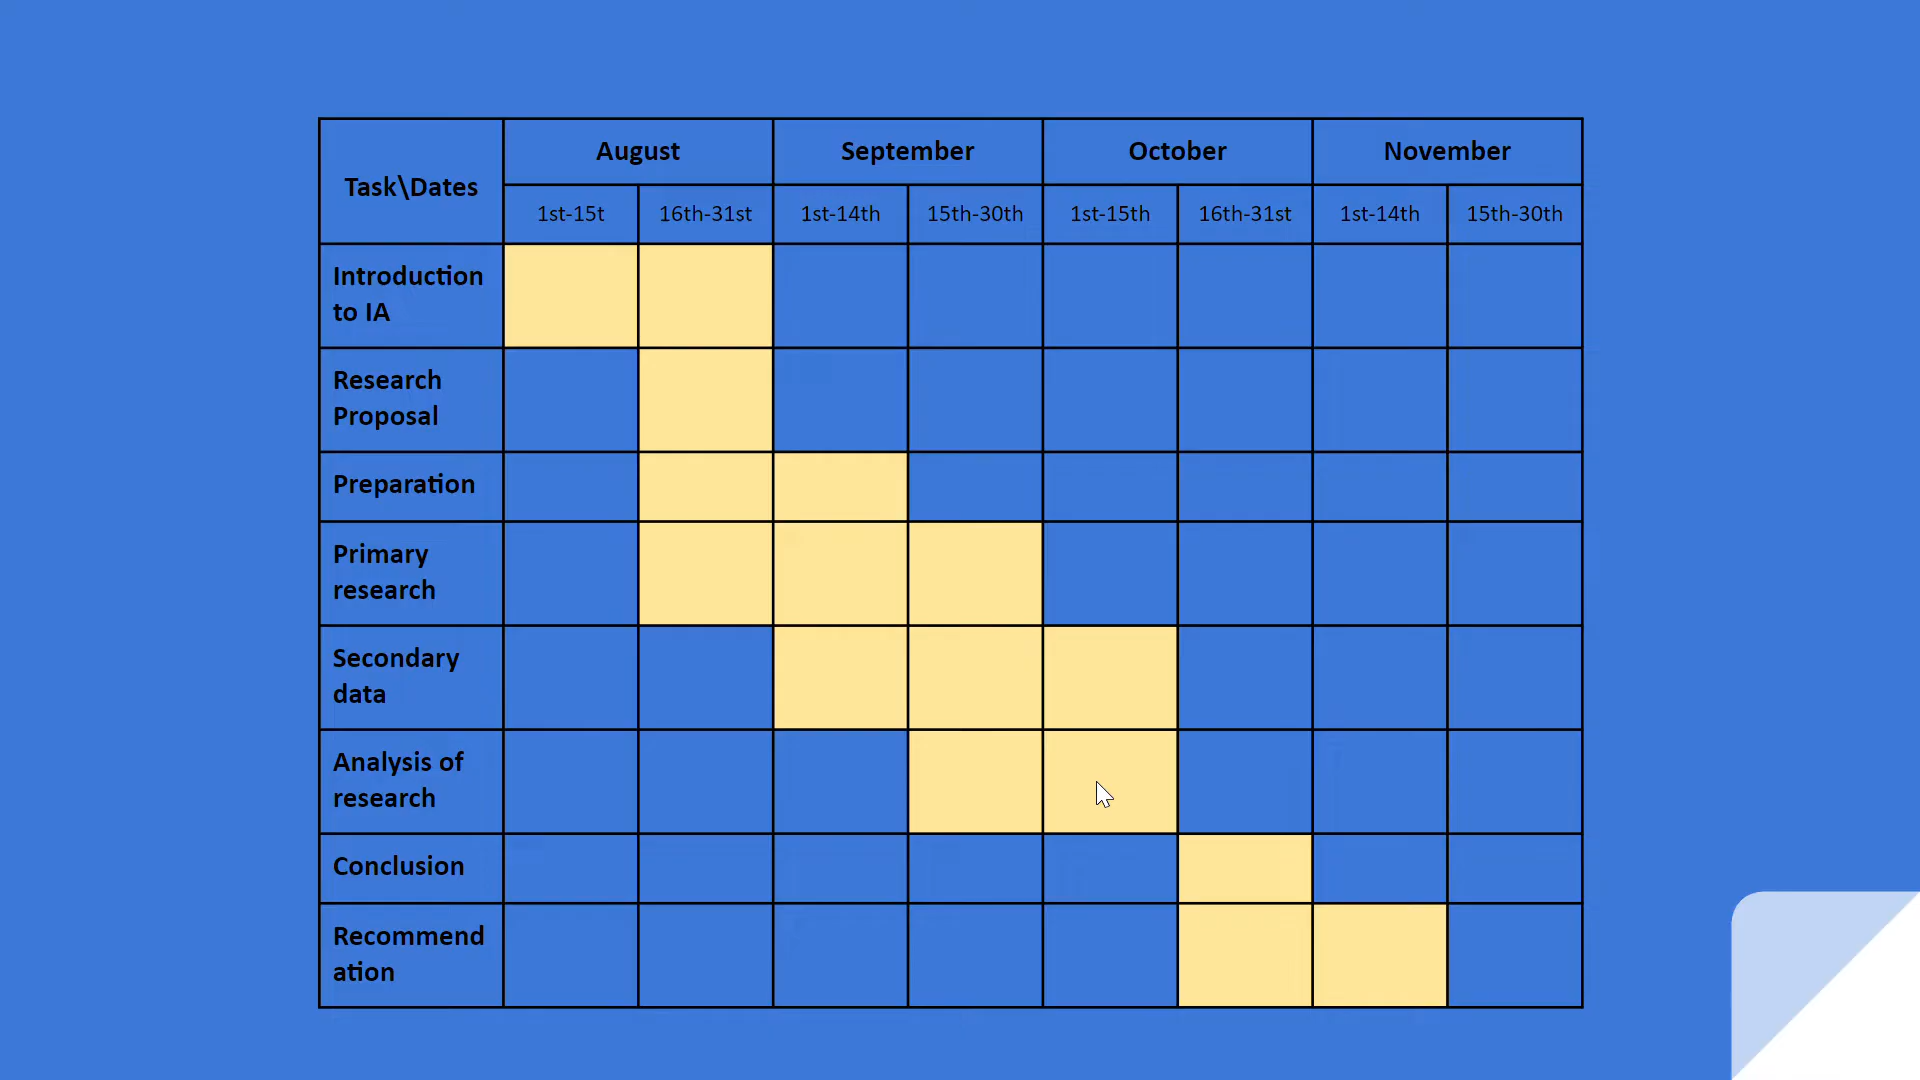 Task\Dates
August
September
October
November
1st-15t
16th-31st
1st-14th
15th-30th
1st-15th
16th-31st
1st-14th
15th-30th
Introduction
to IA
Research
Proposal
Preparation
Primary
research
Secondary
data
Analysis of
research
Conclusion
Recommend
ation